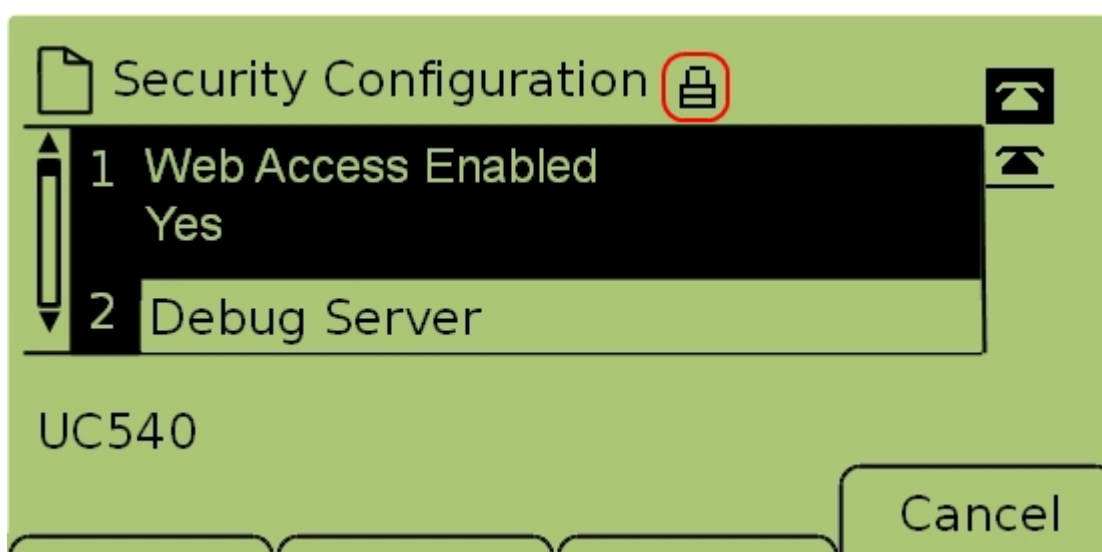 Security Configuration
1 Web Access Enabled
Yes
2 Debug Server
UC540
Cancel